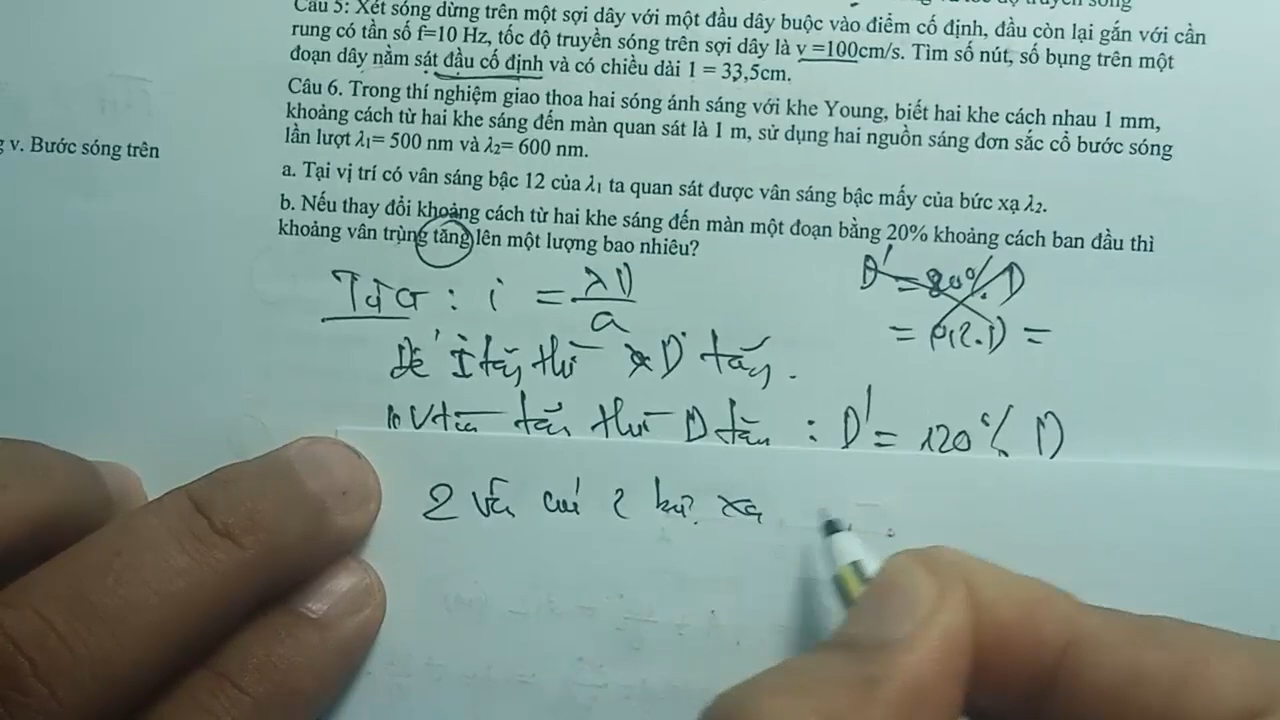 Câu 5: Xét sóng dừng trên một sợi dây với một đầu dây buộc vào điểm cố định, đầu còn lại gắn với cần
rung có tần số f=10 Hz, tốc độ truyền sóng trên sợi dây là v =100cm/s. Tìm số nút, số bụng trên một
đoạn dây nằm sát đầu cố định và có chiều dài l = 33,5cm.
Câu 6. Trong thí nghiệm giao thoa hai sóng ánh sáng với khe Young, biết hai khe cách nhau 1 mm,
khoảng cách từ hai khe sáng đến màn quan sát là 1 m, sử dụng hai nguồn sáng đơn sắc cồ bước sóng
v. Bước sóng trên
lần lượt λ1= 500 nm và λ2= 600 nm.
a. Tại vị trí có vân sáng bậc 12 của λ1 ta quan sát được vân sáng bậc mấy của bức xạ λ2.
b. Nếu thay đổi khoảng cách từ hai khe sáng đến màn một đoạn bằng 20% khoảng cách ban đầu thì
khoảng vân trùng tăng lên một lượng bao nhiêu?
: i = λD/a
D' = 20% D
= 0,2.D =
Để i tăng thì D tăng.
tăng thì D tăng : D' = 120% D
2 vân 2 bức xạ